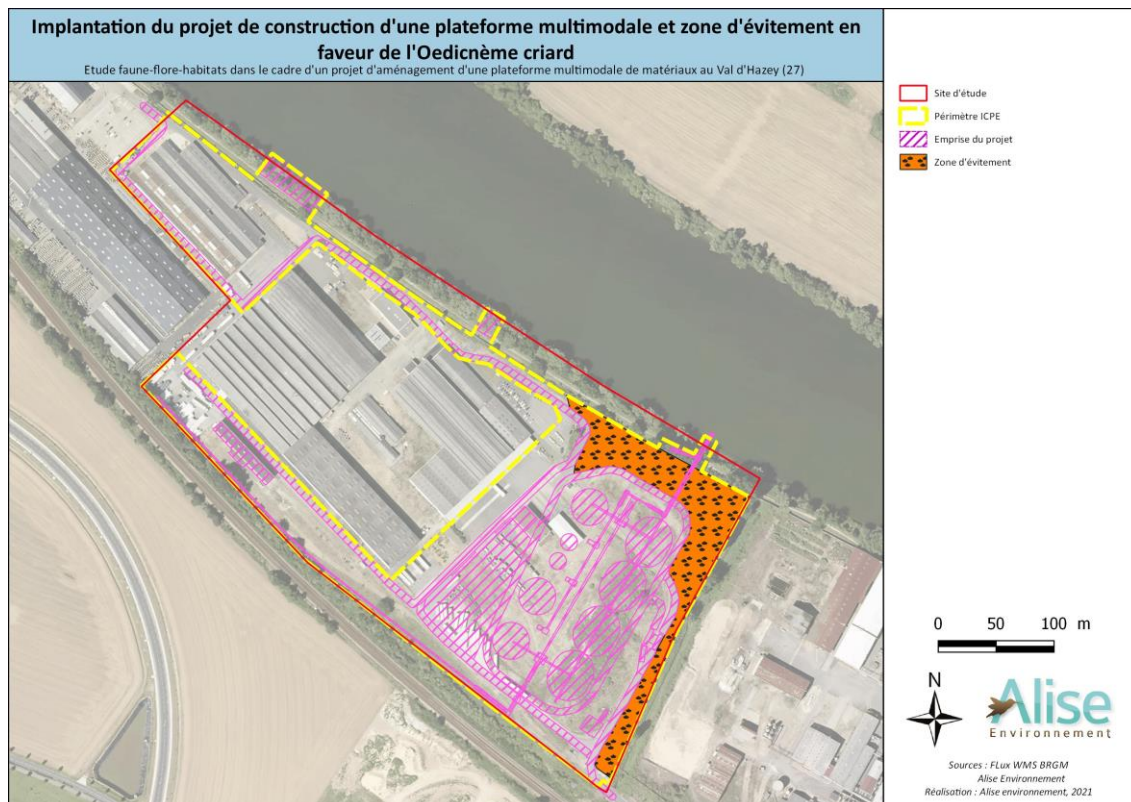 Implantation du projet de construction d'une plateforme multimodale et zone d'évitement en
faveur de l'Oedicnème criard
Etude faune-flore-habitats dans le cadre d'un projet d'aménagement d'une plateforme multimodale de matériaux au Val d'Hazey (27)
Site d'étude
Périmètre ICPE
Emprise du projet
Zone d'évitement
0 50 100 m
N
Alise
Environnement
Sources : FLux WMS BRGM
Alise Environnement
Réalisation : Alise environnement, 2021